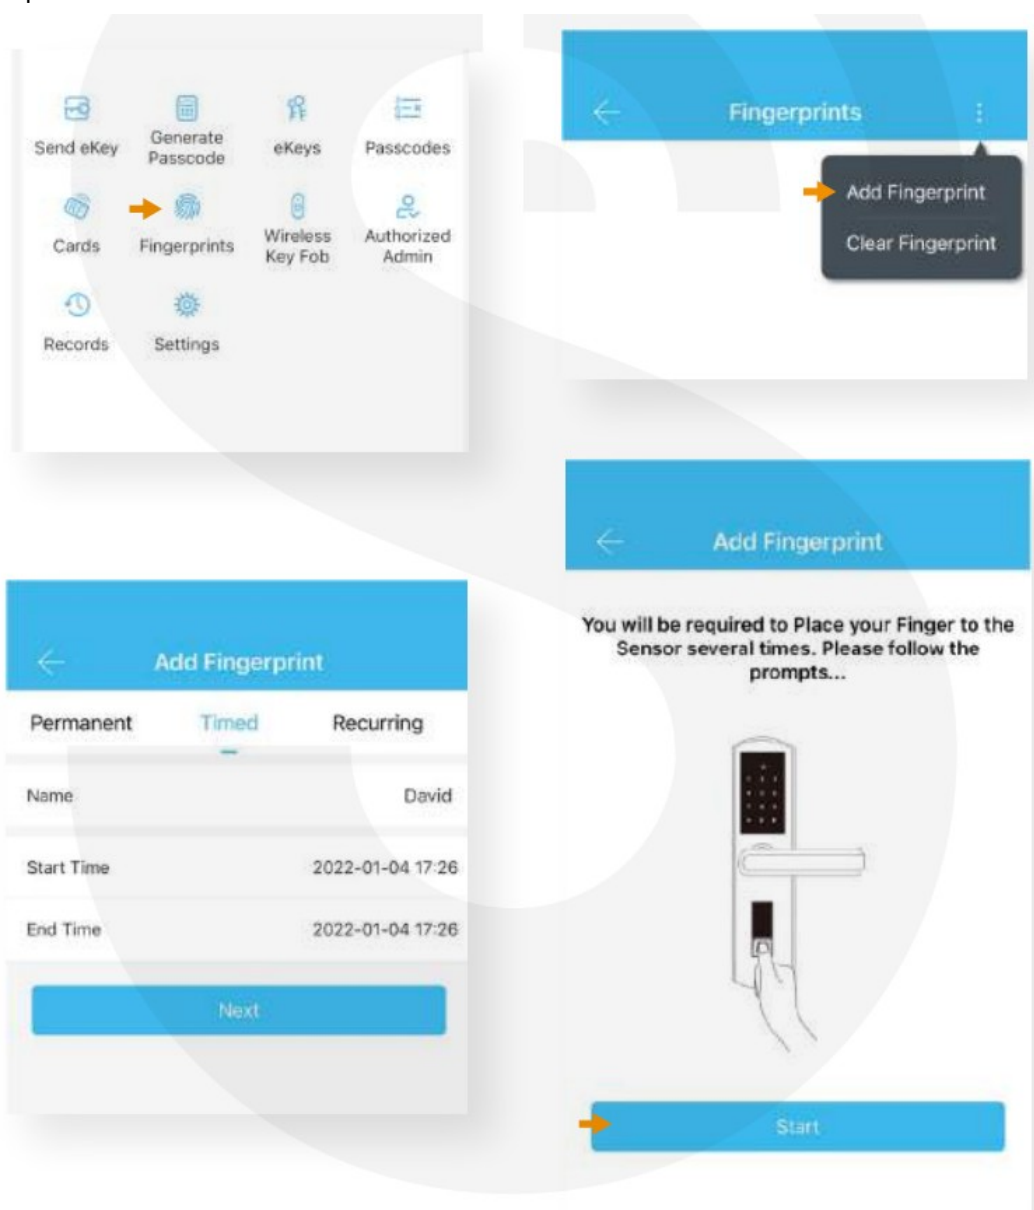 Send eKey
Generate
Passcode
eKeys
Passcodes
Cards
Fingerprints
Wireless
Key Fob
Authorized
Admin
Records
Settings
Fingerprints
Add Fingerprint
Clear Fingerprint
Add Fingerprint
Permanent Timed Recurring
Name David
Start Time 2022-01-04 17:26
End Time 2022-01-04 17:26
Next
Add Fingerprint
You will be required to Place your Finger to the
Sensor several times. Please follow the
prompts...
Start